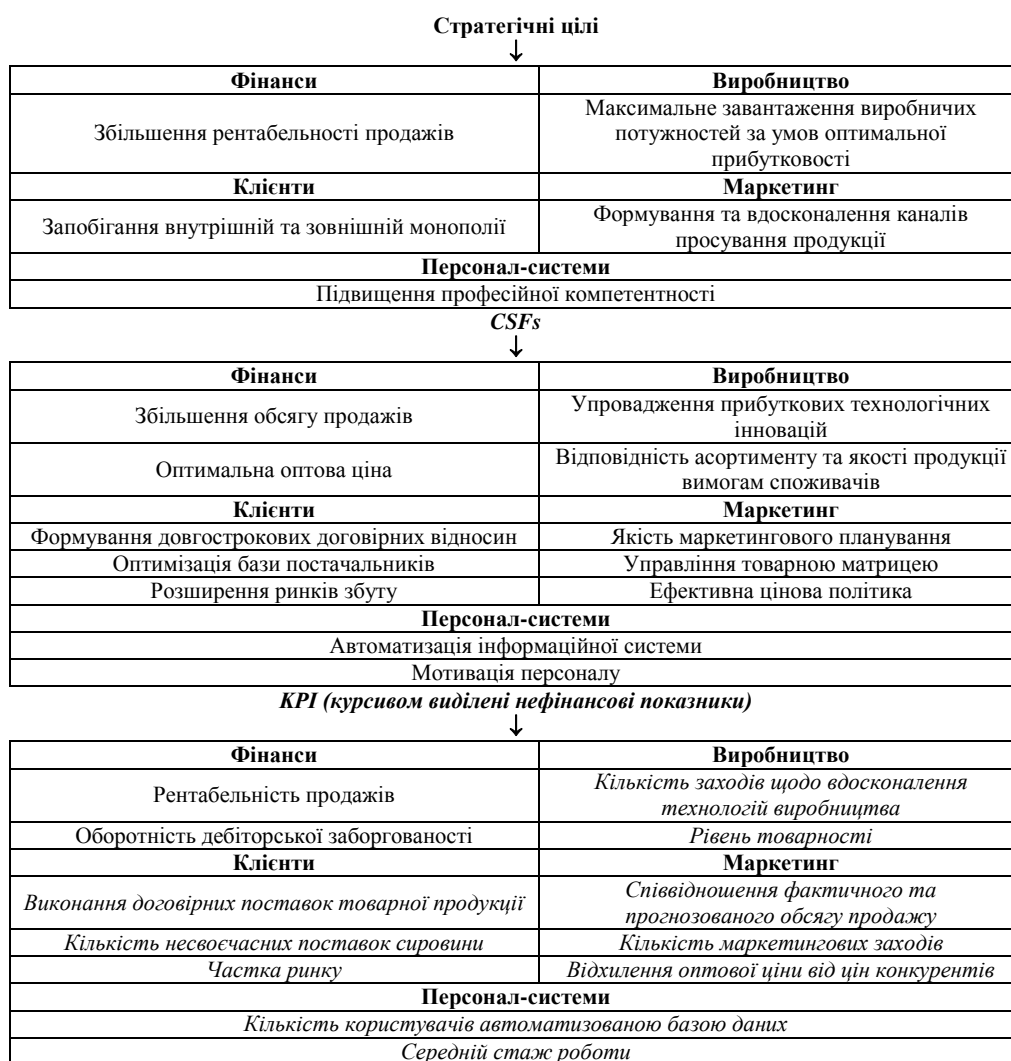 Стратегічні цілі
↓
Фінанси
Виробництво
Збільшення рентабельності продажів
Максимальне завантаження виробничих
потужностей за умов оптимальної
прибутковості
Клієнти
Маркетинг
Запобігання внутрішній та зовнішній монополії
Формування та вдосконалення каналів
просування продукції
Персонал-системи
Підвищення професійної компетентності
CSFs
↓
Фінанси
Виробництво
Збільшення обсягу продажів
Упровадження прибуткових технологічних
інновацій
Оптимальна оптова ціна
Відповідність асортименту та якості продукції
вимогам споживачів
Клієнти
Маркетинг
Формування довгострокових договірних відносин
Якість маркетингового планування
Оптимізація бази постачальників
Управління товарною матрицею
Розширення ринків збуту
Ефективна цінова політика
Персонал-системи
Автоматизація інформаційної системи
Мотивація персоналу
KPI (курсивом виділені нефінансові показники)
↓
Фінанси
Виробництво
Рентабельність продажів
Кількість заходів щодо вдосконалення
технологій виробництва
Оборотність дебіторської заборгованості
Рівень товарності
Клієнти
Маркетинг
Виконання договірних поставок товарної продукції
Співвідношення фактичного та
прогнозованого обсягу продажу
Кількість несвоєчасних поставок сировини
Кількість маркетингових заходів
Частка ринку
Відхилення оптової ціни від цін конкурентів
Персонал-системи
Кількість користувачів автоматизованою базою даних
Середній стаж роботи